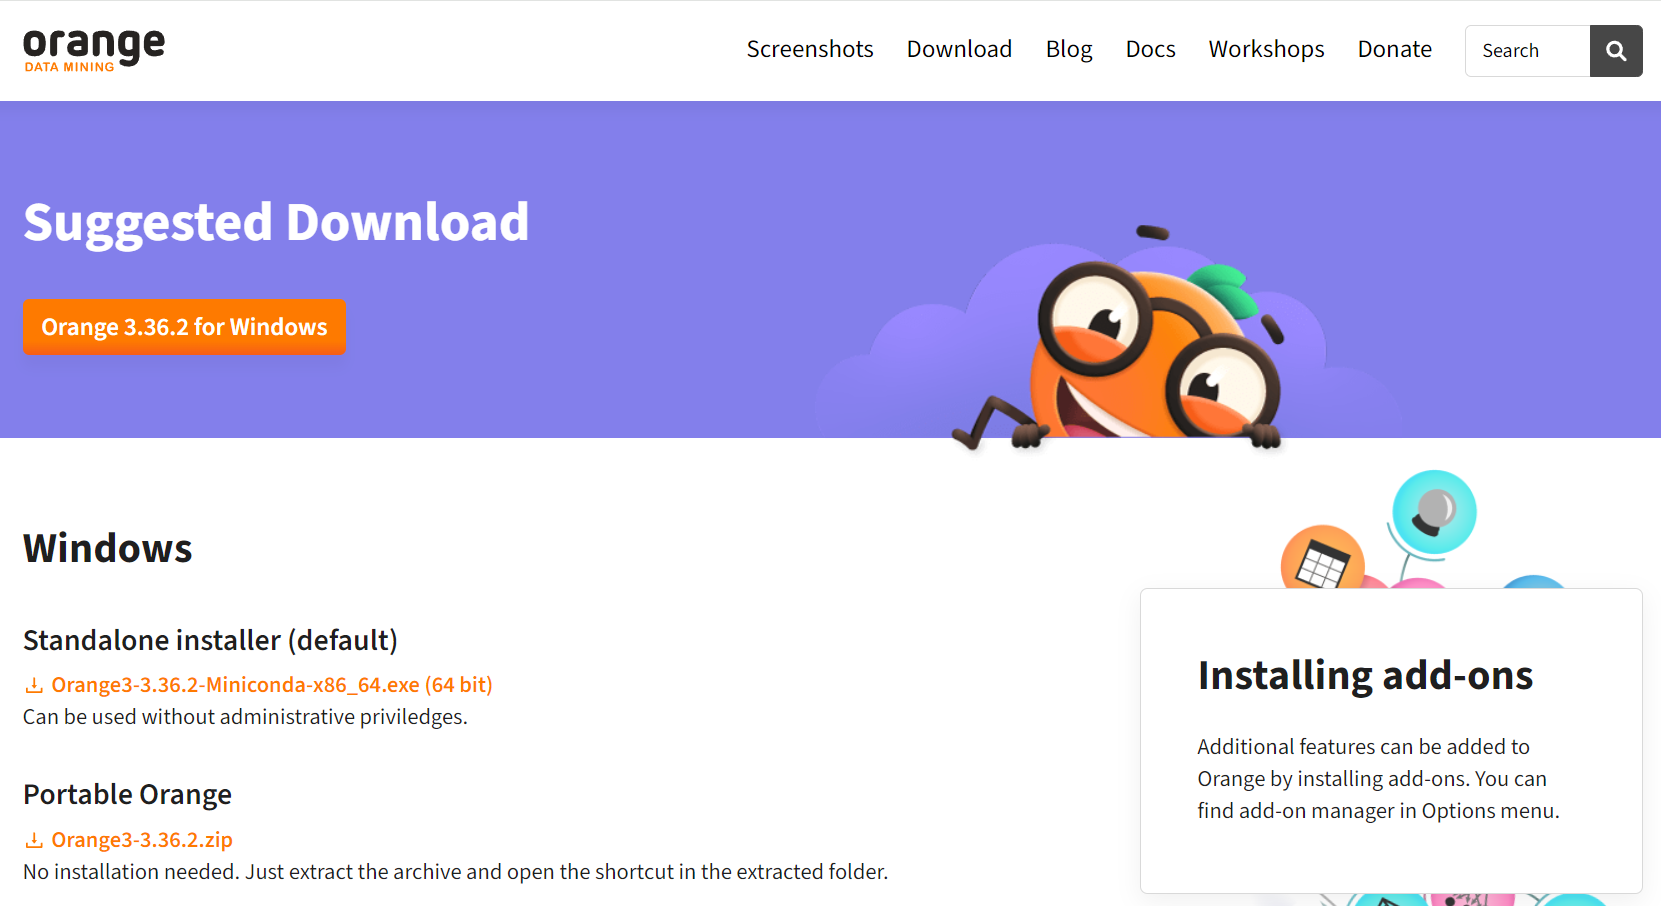 orange
DATA MINING
Screenshots Download Blog Docs Workshops Donate Search
Suggested Download
Orange 3.36.2 for Windows
Windows
Standalone installer (default)
Orange3-3.36.2-Miniconda-x86_64.exe (64 bit)
Can be used without administrative priviledges.
Portable Orange
Orange3-3.36.2.zip
No installation needed. Just extract the archive and open the shortcut in the extracted folder.
Installing add-ons
Additional features can be added to
Orange by installing add-ons. You can
find add-on manager in Options menu.